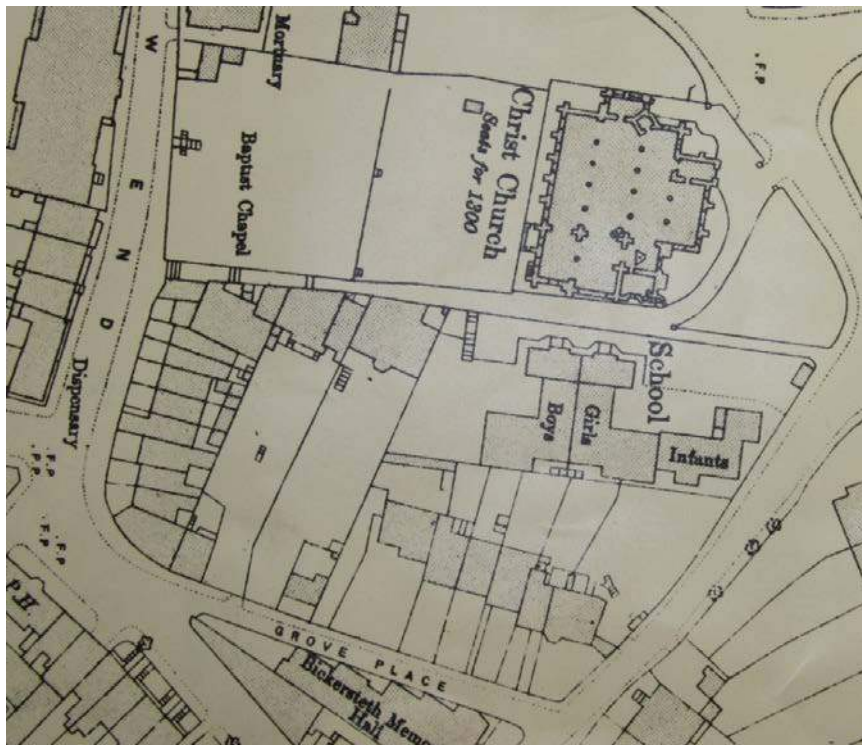 Mortuary
F.P
W E N D
Christ Church
Seats for 1300
Baptist Chapel
School
Girls
Boys
Infants
Dispensary
F.P
P.P
F.P
F.P
P.H.
GROVE PLACE
Bickersteth Memo
Hall